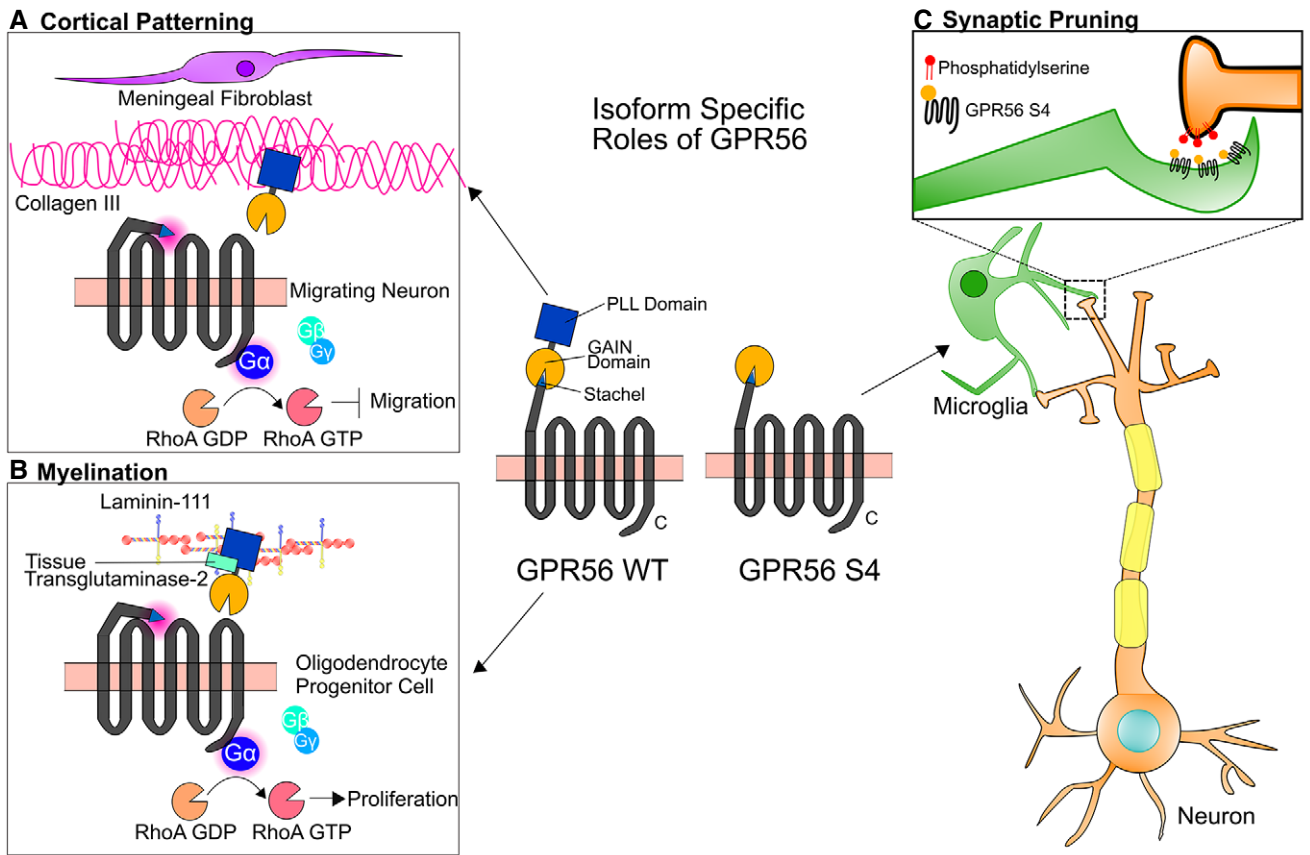 A Cortical Patterning
Meningeal Fibroblast
Collagen III
Migrating Neuron
Gβ
Gγ
Gα
Migration
RhoA GDP RhoA GTP
B Myelination
Laminin-111
Tissue
Transglutaminase-2
Oligodendrocyte
Progenitor Cell
Gβ
Gγ
Gα
Proliferation
RhoA GDP RhoA GTP
Isoform Specific
Roles of GPR56
PLL Domain
GAIN
Domain
Stachel
C
C
GPR56 WT
GPR56 S4
C Synaptic Pruning
Phosphatidylserine
GPR56 S4
Microglia
Neuron